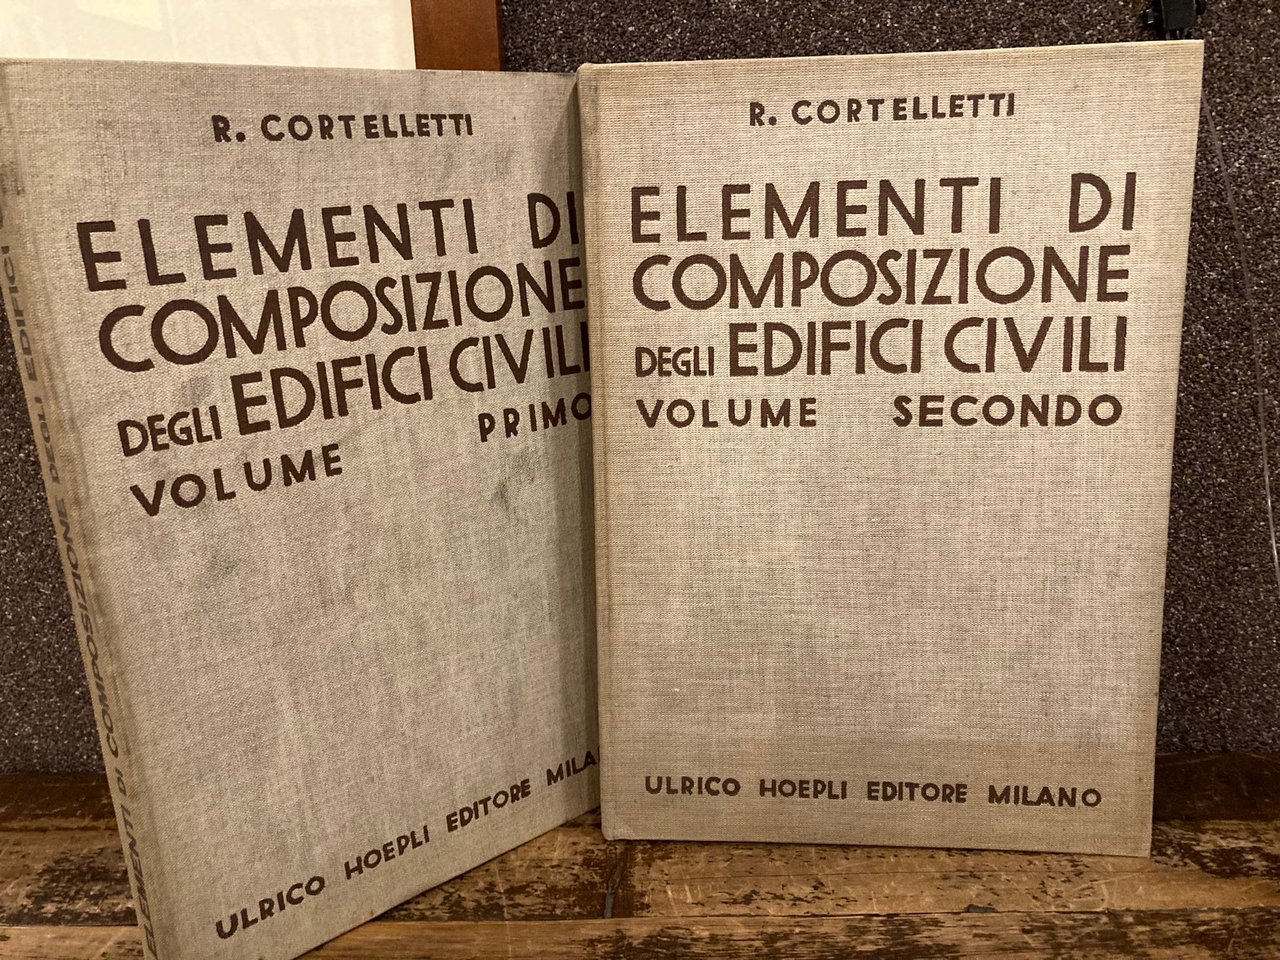 R. CORTELLETTI
ELEMENTI DI
COMPOSIZIONE
DEGLI EDIFICI CIVILI
VOLUME PRIMO
ULRICO HOEPLI EDITORE MILA
ELEMENTI DI COMPOSIZIONE DEGLI EDIFICI
R. CORTELLETTI
ELEMENTI DI
COMPOSIZIONE
DEGLI EDIFICI CIVILI
VOLUME SECONDO
ULRICO HOEPLI EDITORE MILANO